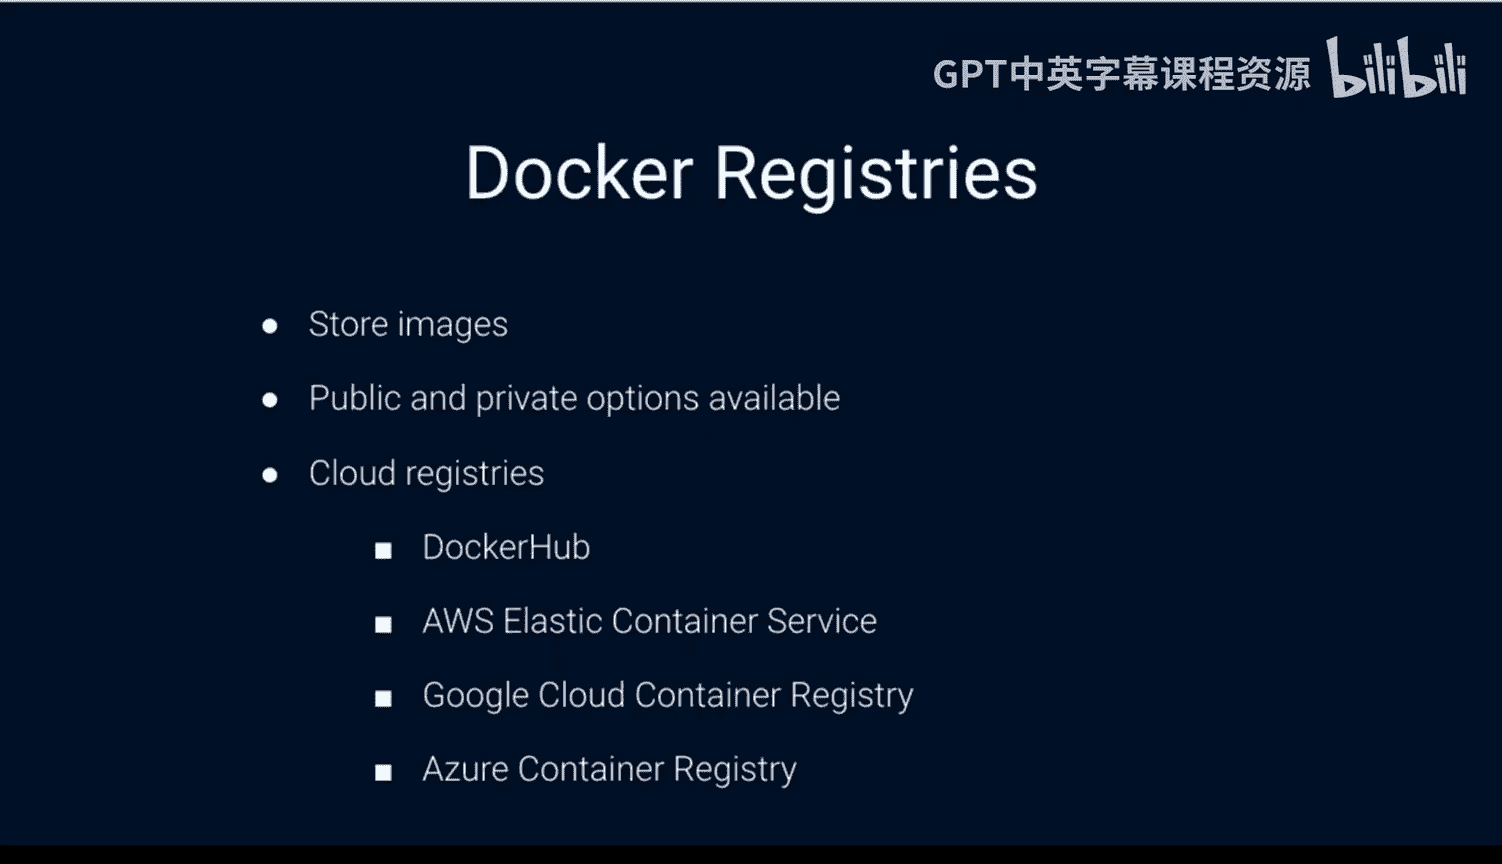 GPT中英字幕课程资源 bilibili
Docker Registries
● Store images
● Public and private options available
● Cloud registries
■ DockerHub
■ AWS Elastic Container Service
■ Google Cloud Container Registry
■ Azure Container Registry